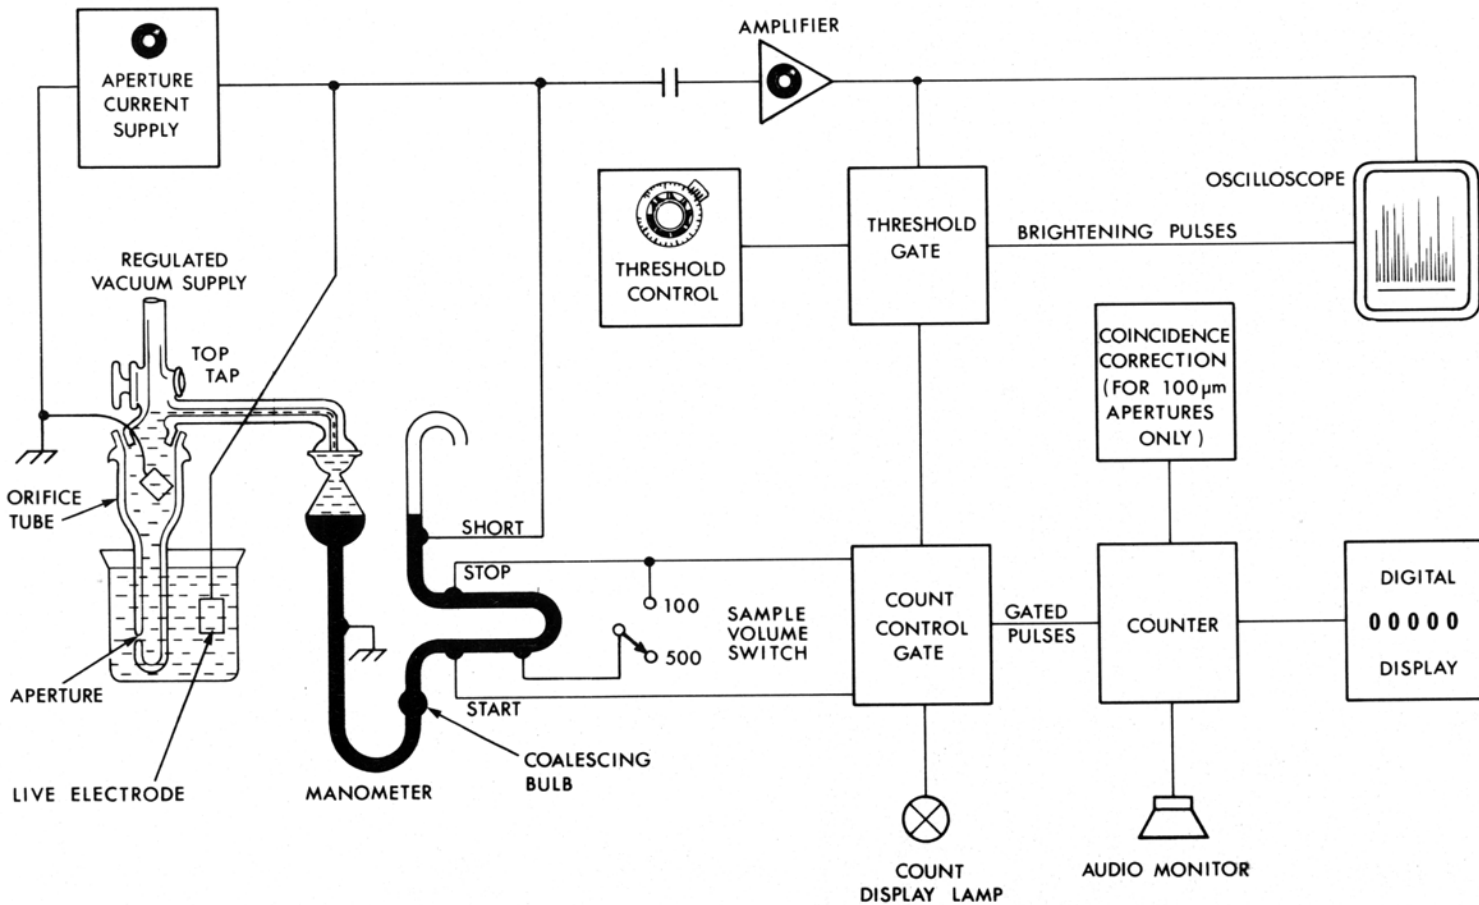 AMPLIFIER
APERTURE
CURRENT
SUPPLY
OSCILLOSCOPE
THRESHOLD
GATE
BRIGHTENING PULSES
THRESHOLD
CONTROL
REGULATED
VACUUM SUPPLY
TOP
TAP
COINCIDENCE
CORRECTION
(FOR 100µm
APERTURES
ONLY)
ORIFICE
TUBE
SHORT
STOP
100
500
SAMPLE
VOLUME
SWITCH
COUNT
CONTROL
GATE
GATED
PULSES
COUNTER
DIGITAL
00000
DISPLAY
APERTURE
START
COALESCING
BULB
LIVE ELECTRODE
MANOMETER
COUNT
DISPLAY LAMP
AUDIO MONITOR